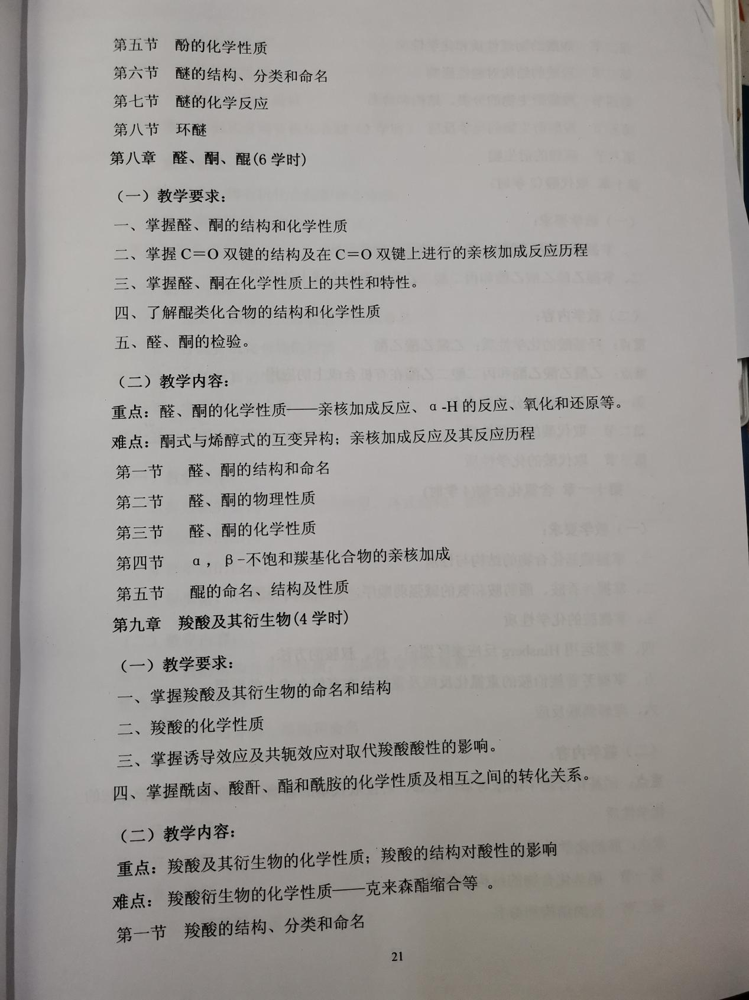 第五节 酚的化学性质
第六节 醚的结构、分类和命名
第七节 醚的化学反应
第八节 环醚
第八章 醛、酮、醌(6学时)
（一）教学要求：
一、掌握醛、酮的结构和化学性质
二、掌握C=O双键的结构及在C=O双键上进行的亲核加成反应历程
三、掌握醛、酮在化学性质上的共性和特性。
四、了解醌类化合物的结构和化学性质
五、醛、酮的检验。
（二）教学内容：
重点：醛、酮的化学性质——亲核加成反应、α-H的反应、氧化和还原等。
难点：酮式与烯醇式的互变异构；亲核加成反应及其反应历程
第一节 醛、酮的结构和命名
第二节 醛、酮的物理性质
第三节 醛、酮的化学性质
第四节 α，β-不饱和羰基化合物的亲核加成
第五节 醌的命名、结构及性质
第九章 羧酸及其衍生物(4学时)
（一）教学要求：
一、掌握羧酸及其衍生物的命名和结构
二、羧酸的化学性质
三、掌握诱导效应及共轭效应对取代羧酸酸性的影响。
四、掌握酰卤、酸酐、酯和酰胺的化学性质及相互之间的转化关系。
（二）教学内容：
重点：羧酸及其衍生物的化学性质；羧酸的结构对酸性的影响
难点：羧酸衍生物的化学性质——克来森酯缩合等 。
第一节 羧酸的结构、分类和命名
21